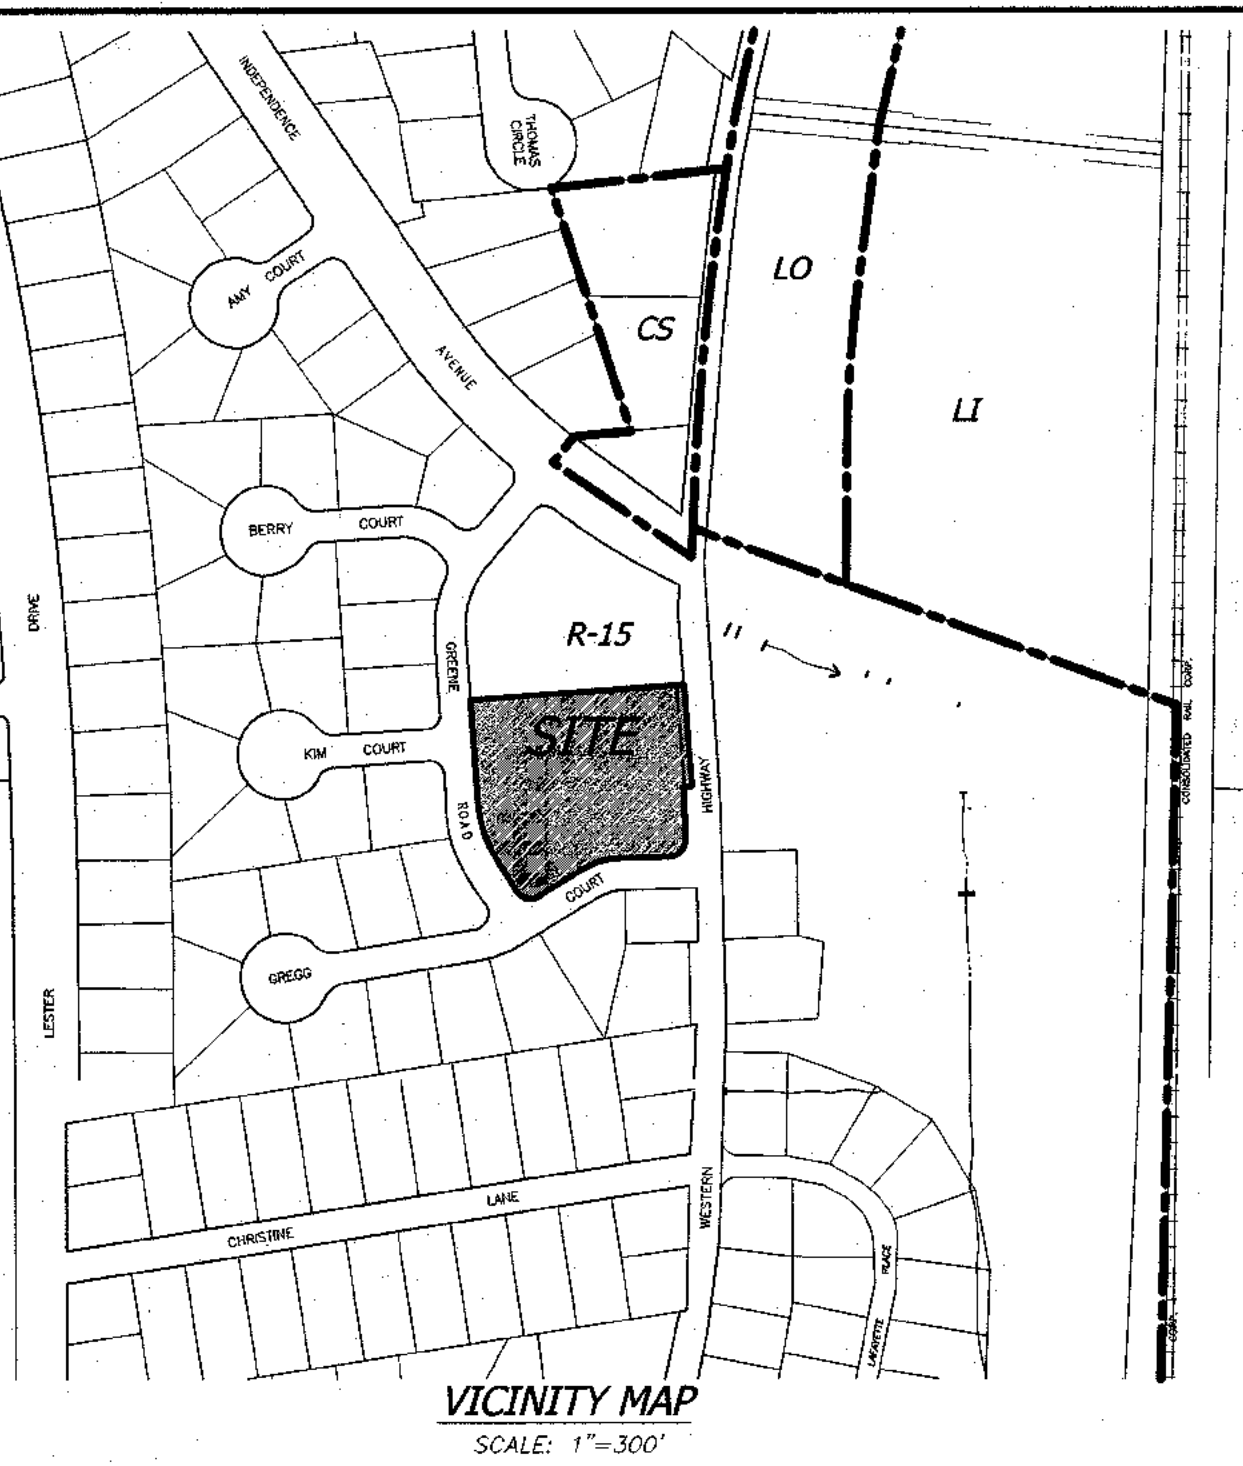 INDEPENDENCE
THOMAS
CIRCLE
AMY COURT
LO
CS
AVENUE
LI
BERRY COURT
DRIVE
R-15
GREENE
SITE
CONSOLIDATED RAIL CORP.
KIM COURT
HIGHWAY
ROAD
COURT
GREGG
LESTER
LANE
WESTERN
CHRISTINE
PLACE
LAFAYETTE
CORP.
VICINITY MAP
SCALE: 1"=300'